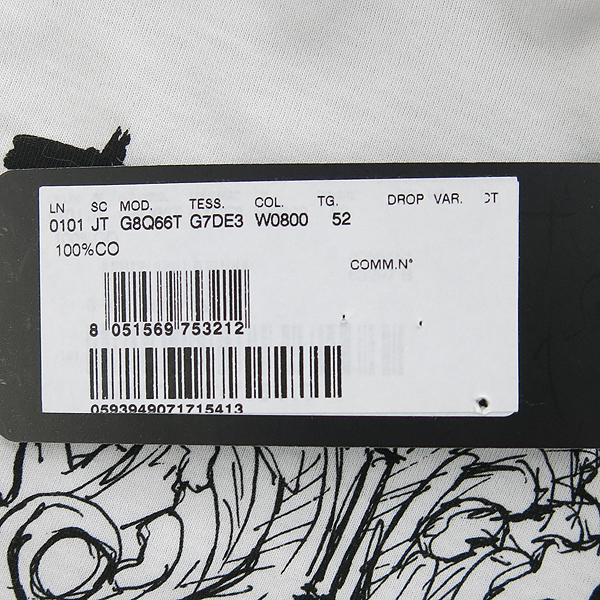 LN SC MOD. TESS. COL. TG. DROP VAR. CT
0101 JT G8Q66T G7DE3 W0800 52
100%CO
COMM.N°
8 051569 753212
0593949071715413